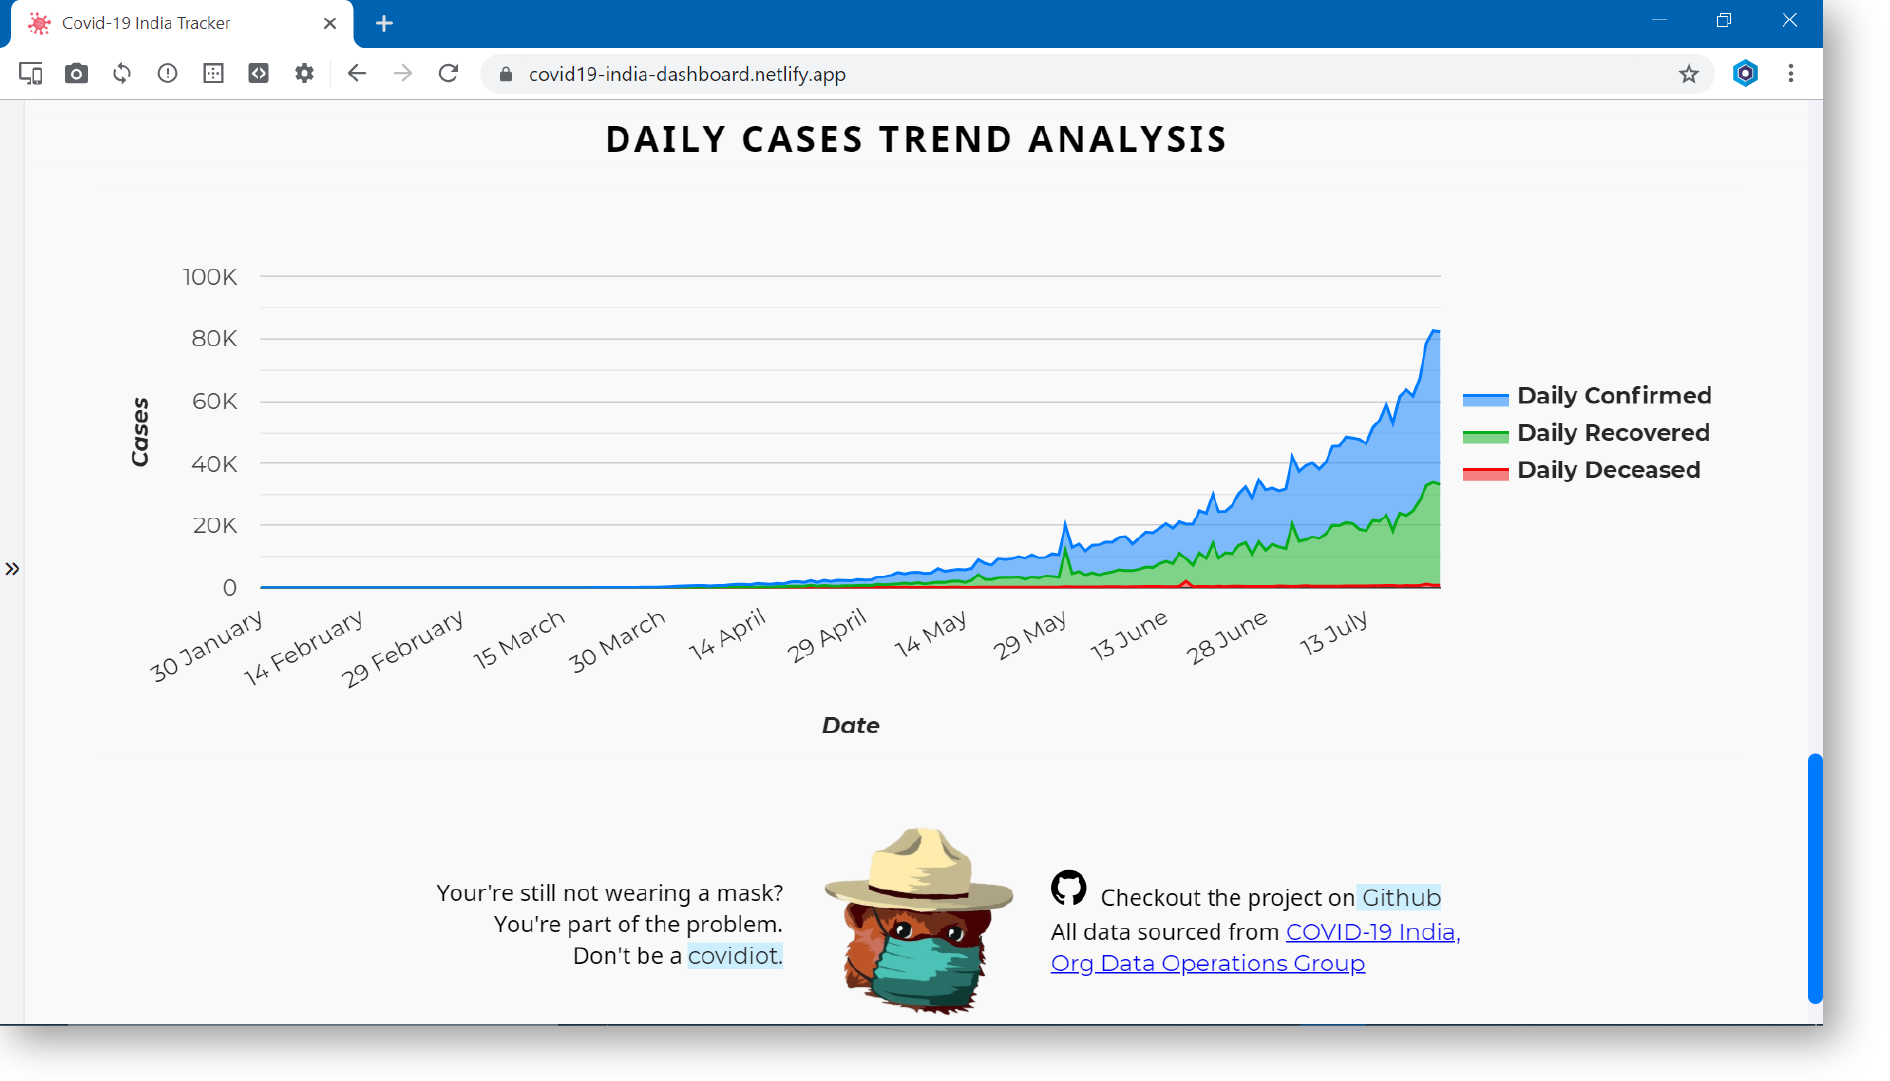 Covid-19 India Tracker
covid19-india-dashboard.netlify.app
DAILY CASES TREND ANALYSIS
100K
80K
60K
40K
20K
0
Cases
30 January
14 February
29 February
15 March
30 March
14 April
29 April
14 May
29 May
13 June
28 June
13 July
Date
Daily Confirmed
Daily Recovered
Daily Deceased
Your're still not wearing a mask?
You're part of the problem.
Don't be a covidiot.
Checkout the project on Github
All data sourced from COVID-19 India,
Org Data Operations Group